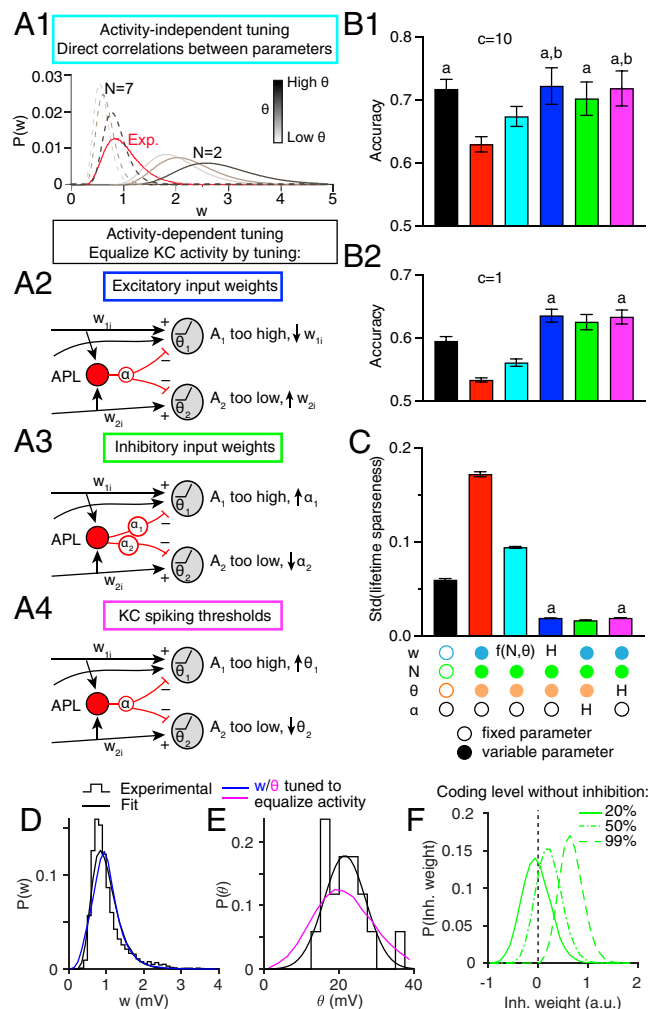 A1
Activity-independent tuning
Direct correlations between parameters
0.03
0.02
0.01
0
P(w)
N=7
Exp.
N=2
θ
High θ
Low θ
0 1 2 3 4 5
w
Activity-dependent tuning
Equalize KC activity by tuning:
A2
Excitatory input weights
w1i
APL
α
w2i
+
−
−
+
θ1
θ2
A1 too high, ↓ w1i
A2 too low, ↑ w2i
A3
Inhibitory input weights
w1i
APL
α1
α2
w2i
+
−
−
+
θ1
θ2
A1 too high, ↑α1
A2 too low, ↓α2
A4
KC spiking thresholds
w1i
APL
α
w2i
+
−
−
+
θ1
θ2
A1 too high, ↑θ1
A2 too low, ↓θ2
B1
c=10
0.8
0.7
0.6
0.5
Accuracy
a
a,b
a
a,b
B2
c=1
0.7
0.6
0.5
Accuracy
a
a
C
0.2
0.1
0.0
Std(lifetime sparseness)
a
a
w f(N,θ) H
N
θ H
α H
fixed parameter
variable parameter
Experimental
Fit
w/θ tuned to
equalize activity
D
0.2
0.1
0
P(w)
0 1 2 3 4
w (mV)
E
0.2
0.1
0
P(θ)
0 20 40
θ (mV)
F
Coding level without inhibition:
20%
50%
99%
0.2
0.15
0.1
0.05
0
P(Inh. weight)
-1 0 1 2
Inh. weight (a.u.)